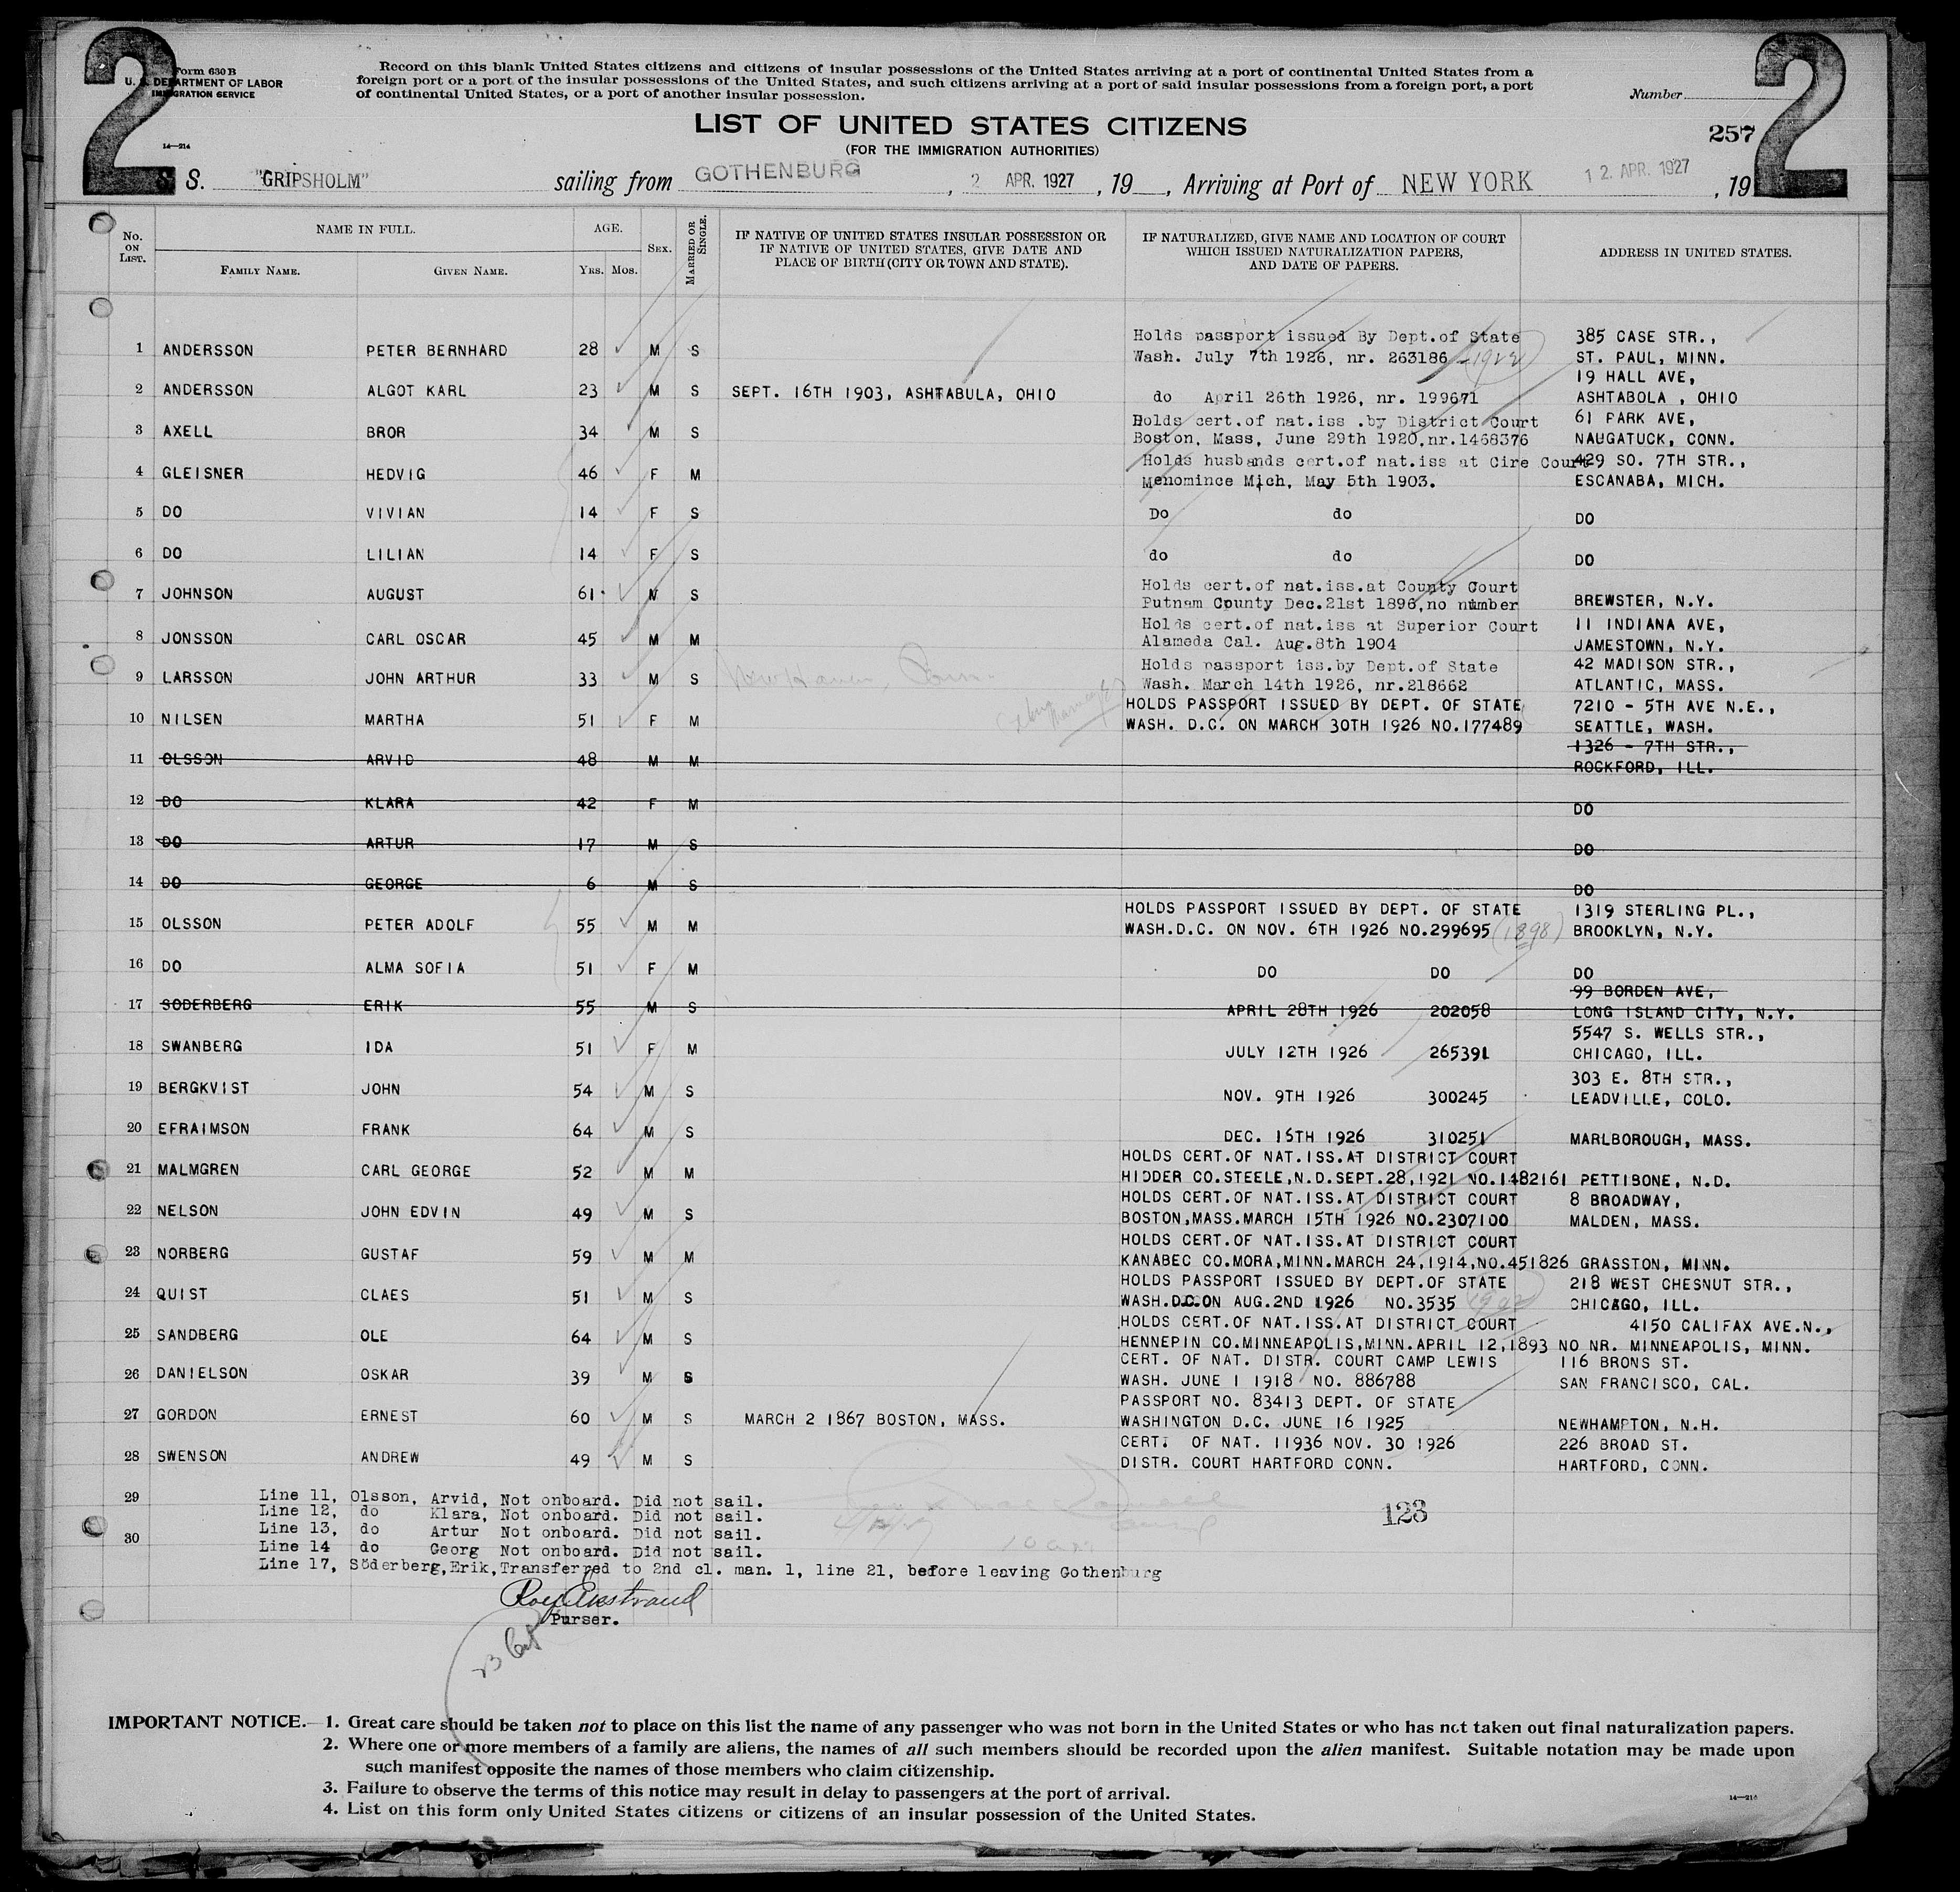 2
2
Form 630 B
U. S. DEPARTMENT OF LABOR
IMMIGRATION SERVICE
14—214
Record on this blank United States citizens and citizens of insular possessions of the United States arriving at a port of continental United States from a
foreign port or a port of the insular possessions of the United States, and such citizens arriving at a port of said insular possessions from a foreign port, a port
of continental United States, or a port of another insular possession.
Number
LIST OF UNITED STATES CITIZENS
(FOR THE IMMIGRATION AUTHORITIES)
257
S. S. "GRIPSHOLM" sailing from GOTHENBURG, 2 APR. 1927, 19__, Arriving at Port of NEW YORK 12. APR. 1927, 19
No. ON LIST. NAME IN FULL. AGE. SEX. MARRIED OR SINGLE. IF NATIVE OF UNITED STATES INSULAR POSSESSION OR IF NATIVE OF UNITED STATES, GIVE DATE AND PLACE OF BIRTH (CITY OR TOWN AND STATE). IF NATURALIZED, GIVE NAME AND LOCATION OF COURT WHICH ISSUED NATURALIZATION PAPERS, AND DATE OF PAPERS. ADDRESS IN UNITED STATES.
FAMILY NAME. GIVEN NAME. YRS. MOS.
Holds passport issued By Dept.of State 385 CASE STR.,
1 ANDERSSON PETER BERNHARD 28 M S Wash. July 7th 1926, nr. 263186 ST. PAUL, MINN.
19 HALL AVE,
2 ANDERSSON ALGOT KARL 23 M S SEPT. 16TH 1903, ASHTABULA, OHIO do April 26th 1926, nr. 199671 ASHTABOLA , OHIO
Holds cert.of nat.iss .by District Court 61 PARK AVE,
3 AXELL BROR 34 M S Boston, Mass, June 29th 1920,nr.1468376 NAUGATUCK, CONN.
Holds husbands cert.of nat.iss at Circ Court 429 SO. 7TH STR.,
4 GLEISNER HEDVIG 46 F M Menomince Mich, May 5th 1903. ESCANABA, MICH.
5 DO VIVIAN 14 F S Do do DO
6 DO LILIAN 14 F S do do DO
Holds cert.of nat.iss.at County Court
7 JOHNSON AUGUST 61 M S Putnam County Dec.21st 1896,no number BREWSTER, N.Y.
Holds cert.of nat.iss at Superior Court 11 INDIANA AVE,
8 JONSSON CARL OSCAR 45 M M Alameda Cal. Aug.8th 1904 JAMESTOWN, N.Y.
Holds passport iss.by Dept.of State 42 MADISON STR.,
9 LARSSON JOHN ARTHUR 33 M S New Haven, Conn. Wash. March 14th 1926, nr.218662 ATLANTIC, MASS.
HOLDS PASSPORT ISSUED BY DEPT. OF STATE 7210 - 5TH AVE N.E.,
10 NILSEN MARTHA 51 F M WASH. D.C. ON MARCH 30TH 1926 NO.177489 SEATTLE, WASH.
1326 - 7TH STR.,
11 OLSSON ARVID 48 M M ROCKFORD, ILL.
12 DO KLARA 42 F M DO
13 DO ARTUR 17 M S DO
14 DO GEORGE 6 M S DO
HOLDS PASSPORT ISSUED BY DEPT. OF STATE 1319 STERLING PL.,
15 OLSSON PETER ADOLF 55 M M WASH.D.C. ON NOV. 6TH 1926 NO.299695 (1898) BROOKLYN, N.Y.
16 DO ALMA SOFIA 51 F M DO DO DO
99 BORDEN AVE,
17 SODERBERG ERIK 55 M S APRIL 28TH 1926 202058 LONG ISLAND CITY, N.Y.
5547 S. WELLS STR.,
18 SWANBERG IDA 51 F M JULY 12TH 1926 265391 CHICAGO, ILL.
303 E. 8TH STR.,
19 BERGKVIST JOHN 54 M S NOV. 9TH 1926 300245 LEADVILLE, COLO.
20 EFRAIMSON FRANK 64 M S DEC. 15TH 1926 310251 MARLBOROUGH, MASS.
HOLDS CERT.OF NAT.ISS.AT DISTRICT COURT
21 MALMGREN CARL GEORGE 52 M M HIDDER CO.STEELE,N.D.SEPT.28,1921 NO.1482161 PETTIBONE, N.D.
HOLDS CERT.OF NAT.ISS.AT DISTRICT COURT 8 BROADWAY,
22 NELSON JOHN EDVIN 49 M S BOSTON,MASS.MARCH 15TH 1926 NO.2307100 MALDEN, MASS.
HOLDS CERT.OF NAT.ISS.AT DISTRICT COURT
23 NORBERG GUSTAF 59 M M KANABEC CO.MORA,MINN.MARCH 24,1914,NO.451826 GRASSTON, MINN.
HOLDS PASSPORT ISSUED BY DEPT.OF STATE 218 WEST CHESNUT STR.,
24 QUIST CLAES 51 M S WASH.D.C.ON AUG.2ND 1926 NO.3535 CHICAGO, ILL.
HOLDS CERT.OF NAT.ISS.AT DISTRICT COURT 4150 CALIFAX AVE.N.,
25 SANDBERG OLE 64 M S HENNEPIN CO.MINNEAPOLIS,MINN.APRIL 12,1893 NO NR. MINNEAPOLIS, MINN.
CERT. OF NAT. DISTR. COURT CAMP LEWIS 116 BRONS ST.
26 DANIELSON OSKAR 39 M S WASH. JUNE 1 1918 NO. 886788 SAN FRANCISCO, CAL.
PASSPORT NO. 83413 DEPT. OF STATE
27 GORDON ERNEST 60 M S MARCH 2 1867 BOSTON, MASS. WASHINGTON D.C. JUNE 16 1925 NEWHAMPTON, N.H.
CERT. OF NAT. 11936 NOV. 30 1926 226 BROAD ST.
28 SWENSON ANDREW 49 M S DISTR. COURT HARTFORD CONN. HARTFORD, CONN.
29 Line 11, Olsson, Arvid, Not onboard. Did not sail.
Line 12, do Klara, Not onboard. Did not sail.
Line 13, do Artur Not onboard. Did not sail.
30 Line 14 do Georg Not onboard. Did not sail.
Line 17, Söderberg,Erik,Transferred to 2nd cl. man. 1, line 21, before leaving Gothenburg
123
10 am
Roy Ekstrand
Purser.
IMPORTANT NOTICE.—1. Great care should be taken not to place on this list the name of any passenger who was not born in the United States or who has not taken out final naturalization papers.
2. Where one or more members of a family are aliens, the names of all such members should be recorded upon the alien manifest. Suitable notation may be made upon
such manifest opposite the names of those members who claim citizenship.
3. Failure to observe the terms of this notice may result in delay to passengers at the port of arrival.
4. List on this form only United States citizens or citizens of an insular possession of the United States.
14—214